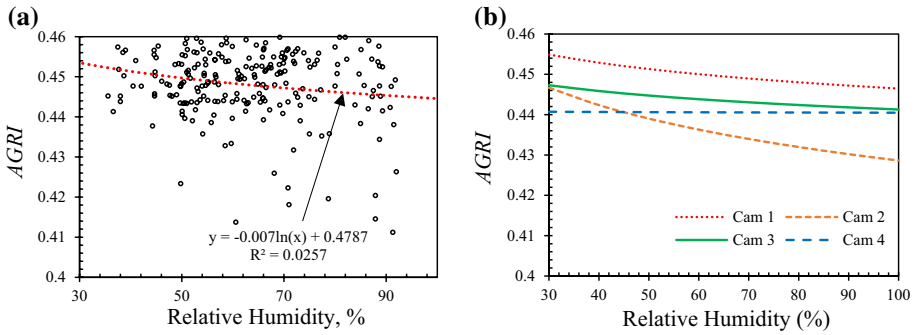 (a)
0.46
0.45
0.44
0.43
0.42
0.41
0.4
AGRI
y = -0.007ln(x) + 0.4787
R² = 0.0257
30 50 70 90
Relative Humidity, %
(b)
0.46
0.45
0.44
0.43
0.42
0.41
0.4
AGRI
Cam 1 Cam 2
Cam 3 Cam 4
30 40 50 60 70 80 90 100
Relative Humidity (%)